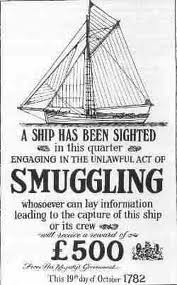 A SHIP HAS BEEN SIGHTED
in this quarter
ENGAGING IN THE UNLAWFUL ACT OF
SMUGGLING
whosoever can lay information
leading to the capture of this ship
or its crew
will receive a reward of
£500
From His Majesty's Government
This 19th day of October 1782